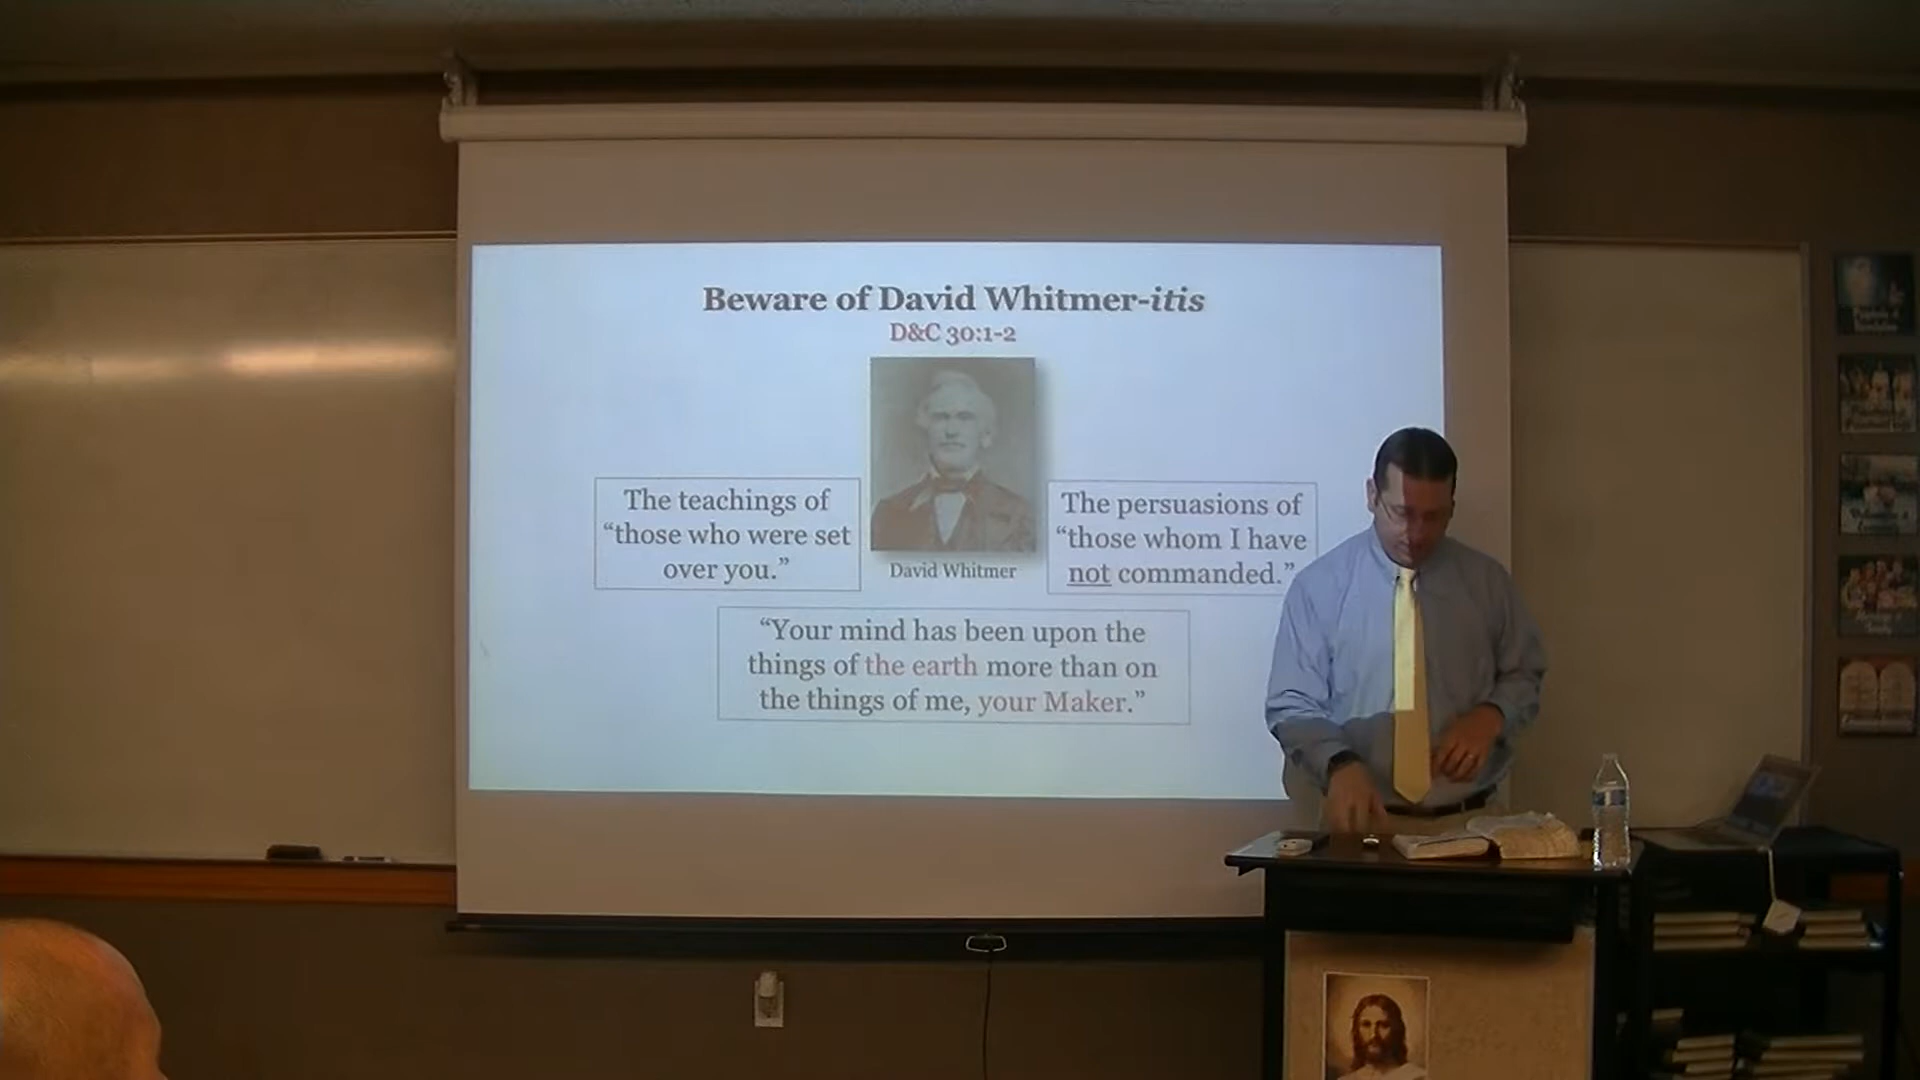 Beware of David Whitmer-itis
D&C 30:1-2
The teachings of
“those who were set
over you.”
David Whitmer
The persuasions of
“those whom I have
not commanded.”
“Your mind has been upon the
things of the earth more than on
the things of me, your Maker.”